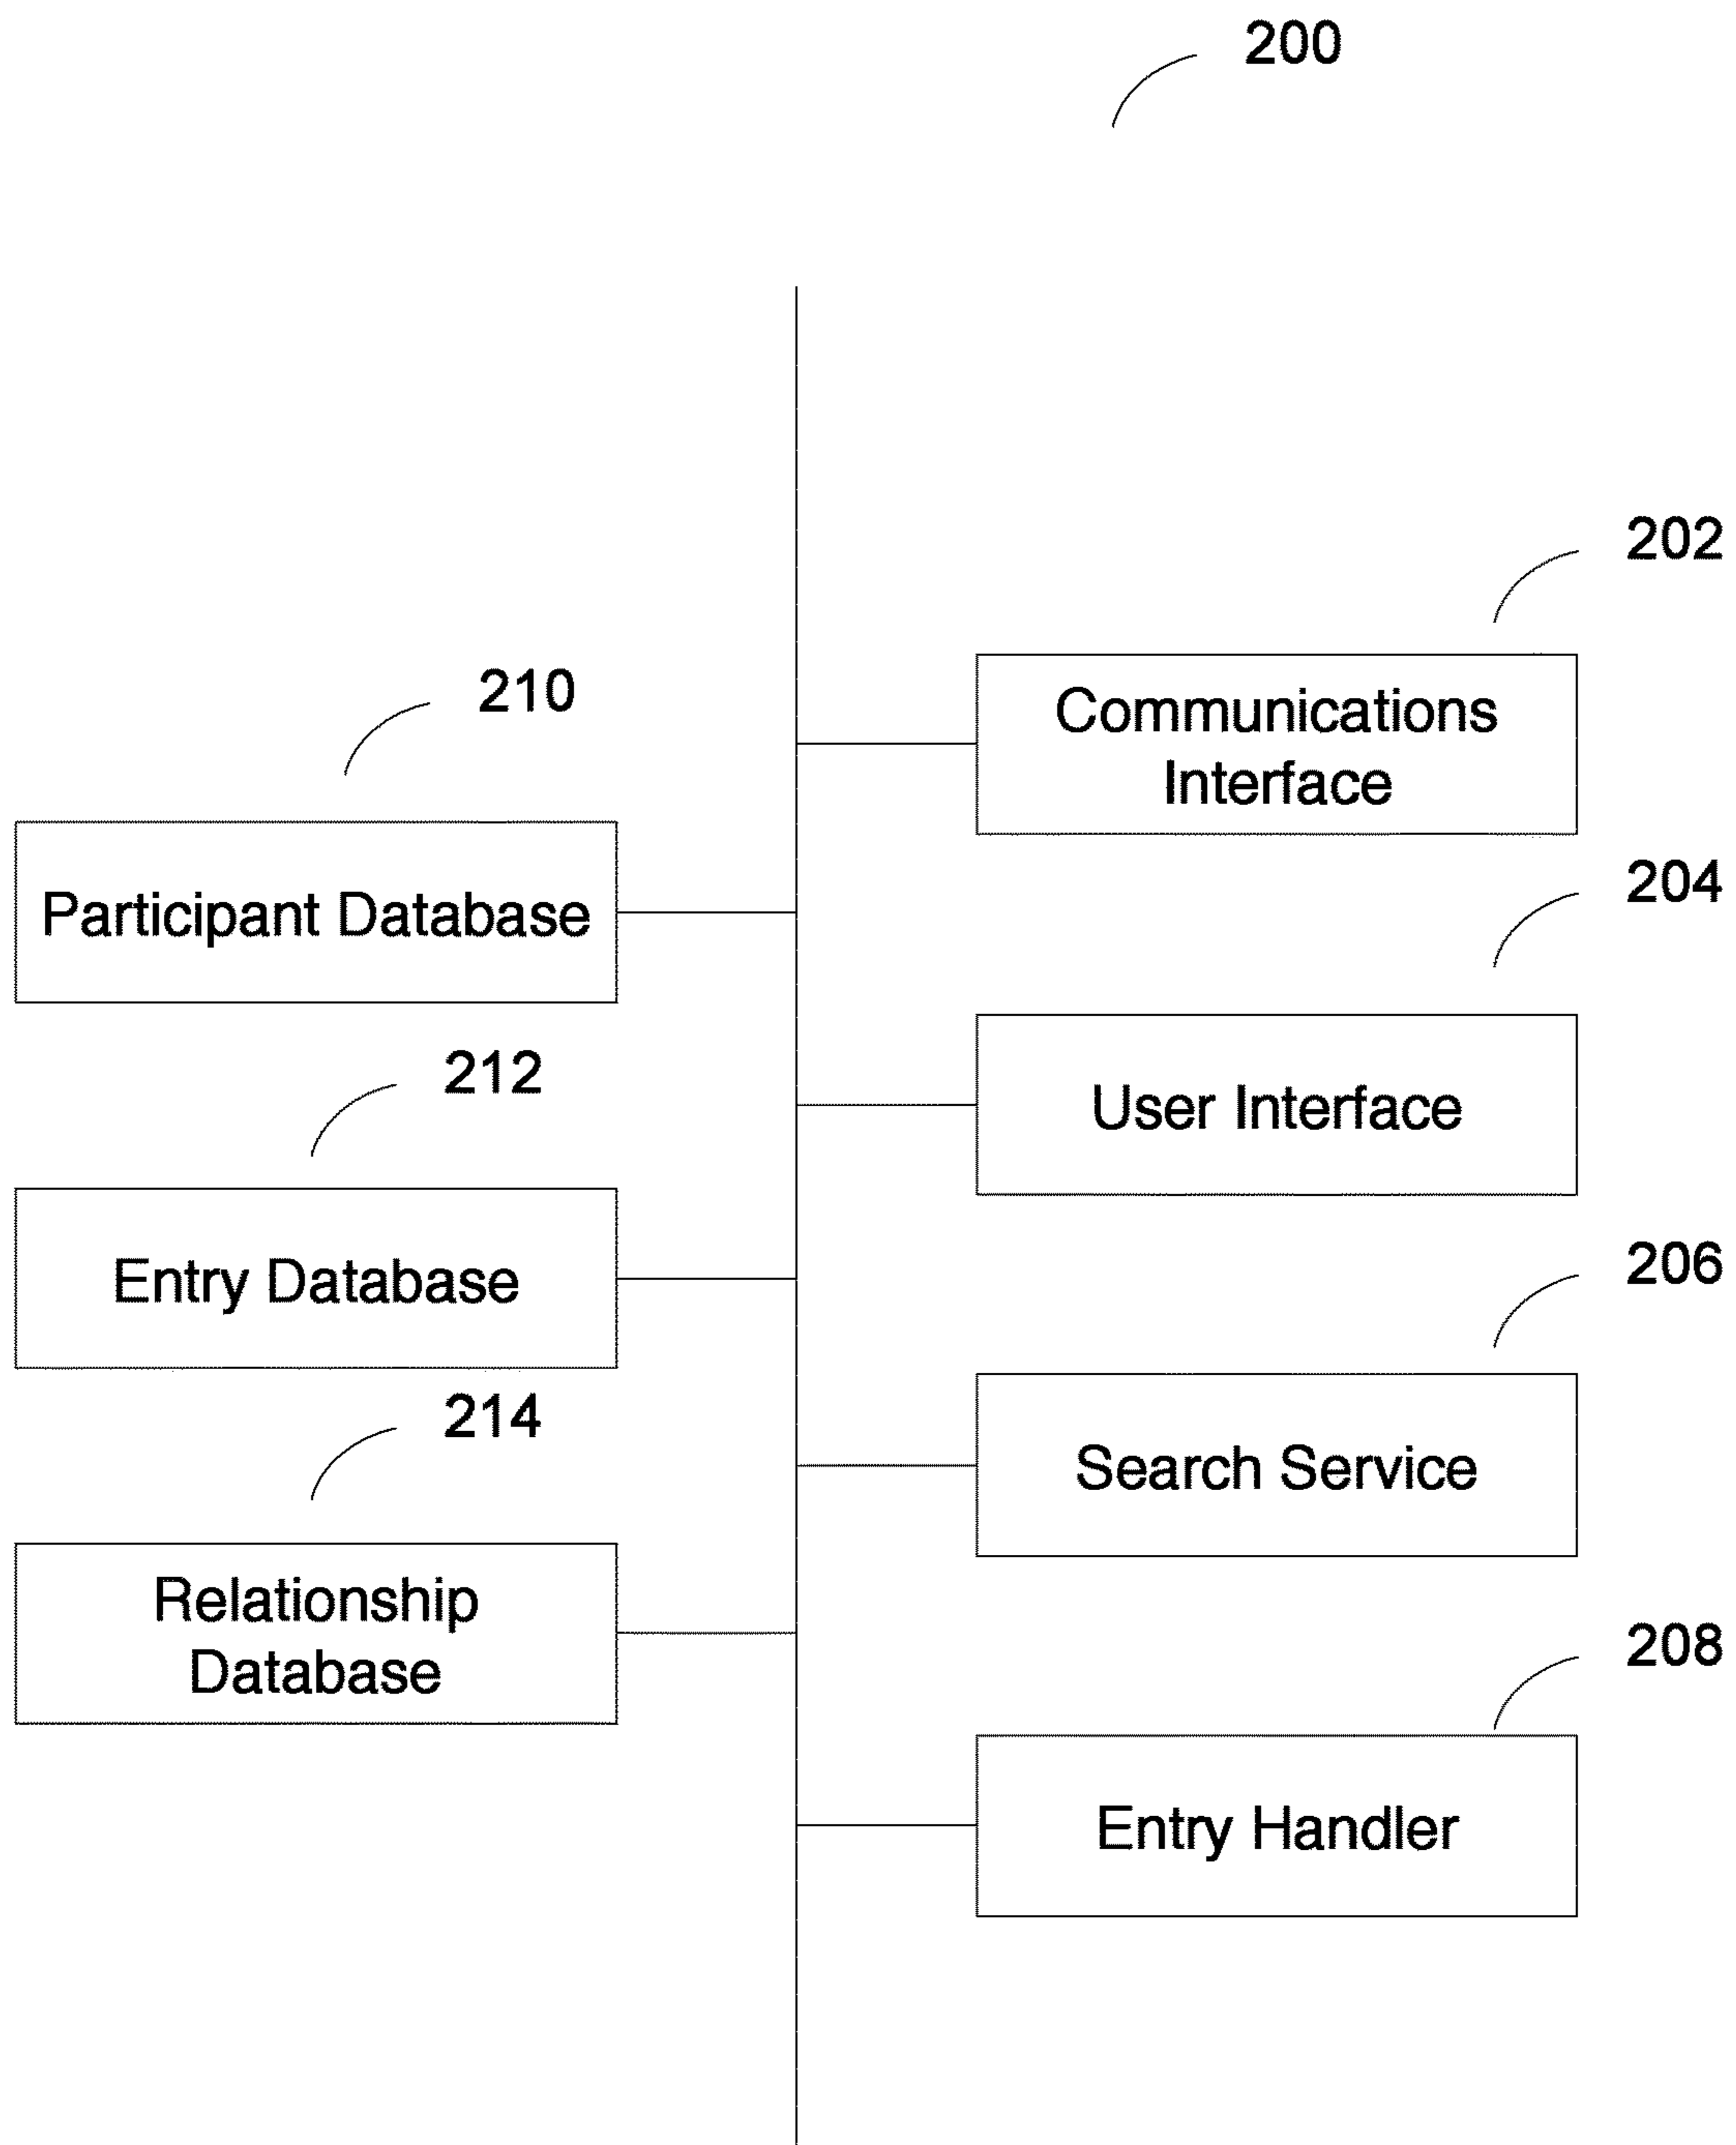 200
202
Communications
Interface
210
Participant Database
204
User Interface
212
Entry Database
206
Search Service
214
Relationship
Database
208
Entry Handler